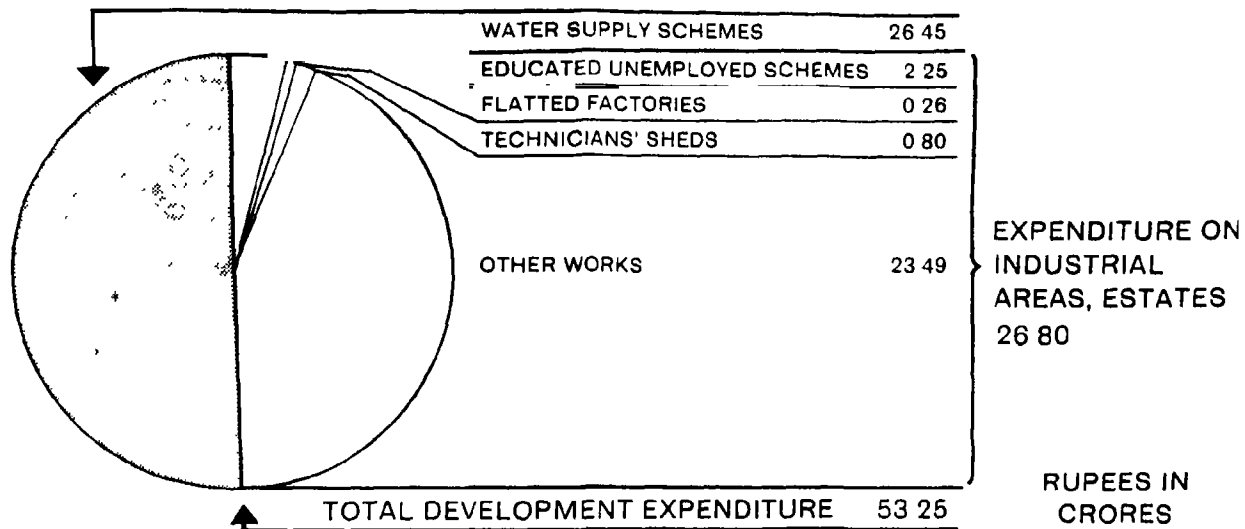 WATER SUPPLY SCHEMES 26 45
EDUCATED UNEMPLOYED SCHEMES 2 25
FLATTED FACTORIES 0 26
TECHNICIANS' SHEDS 0 80
OTHER WORKS 23 49
EXPENDITURE ON
INDUSTRIAL
AREAS, ESTATES
26 80
TOTAL DEVELOPMENT EXPENDITURE 53 25
RUPEES IN
CRORES